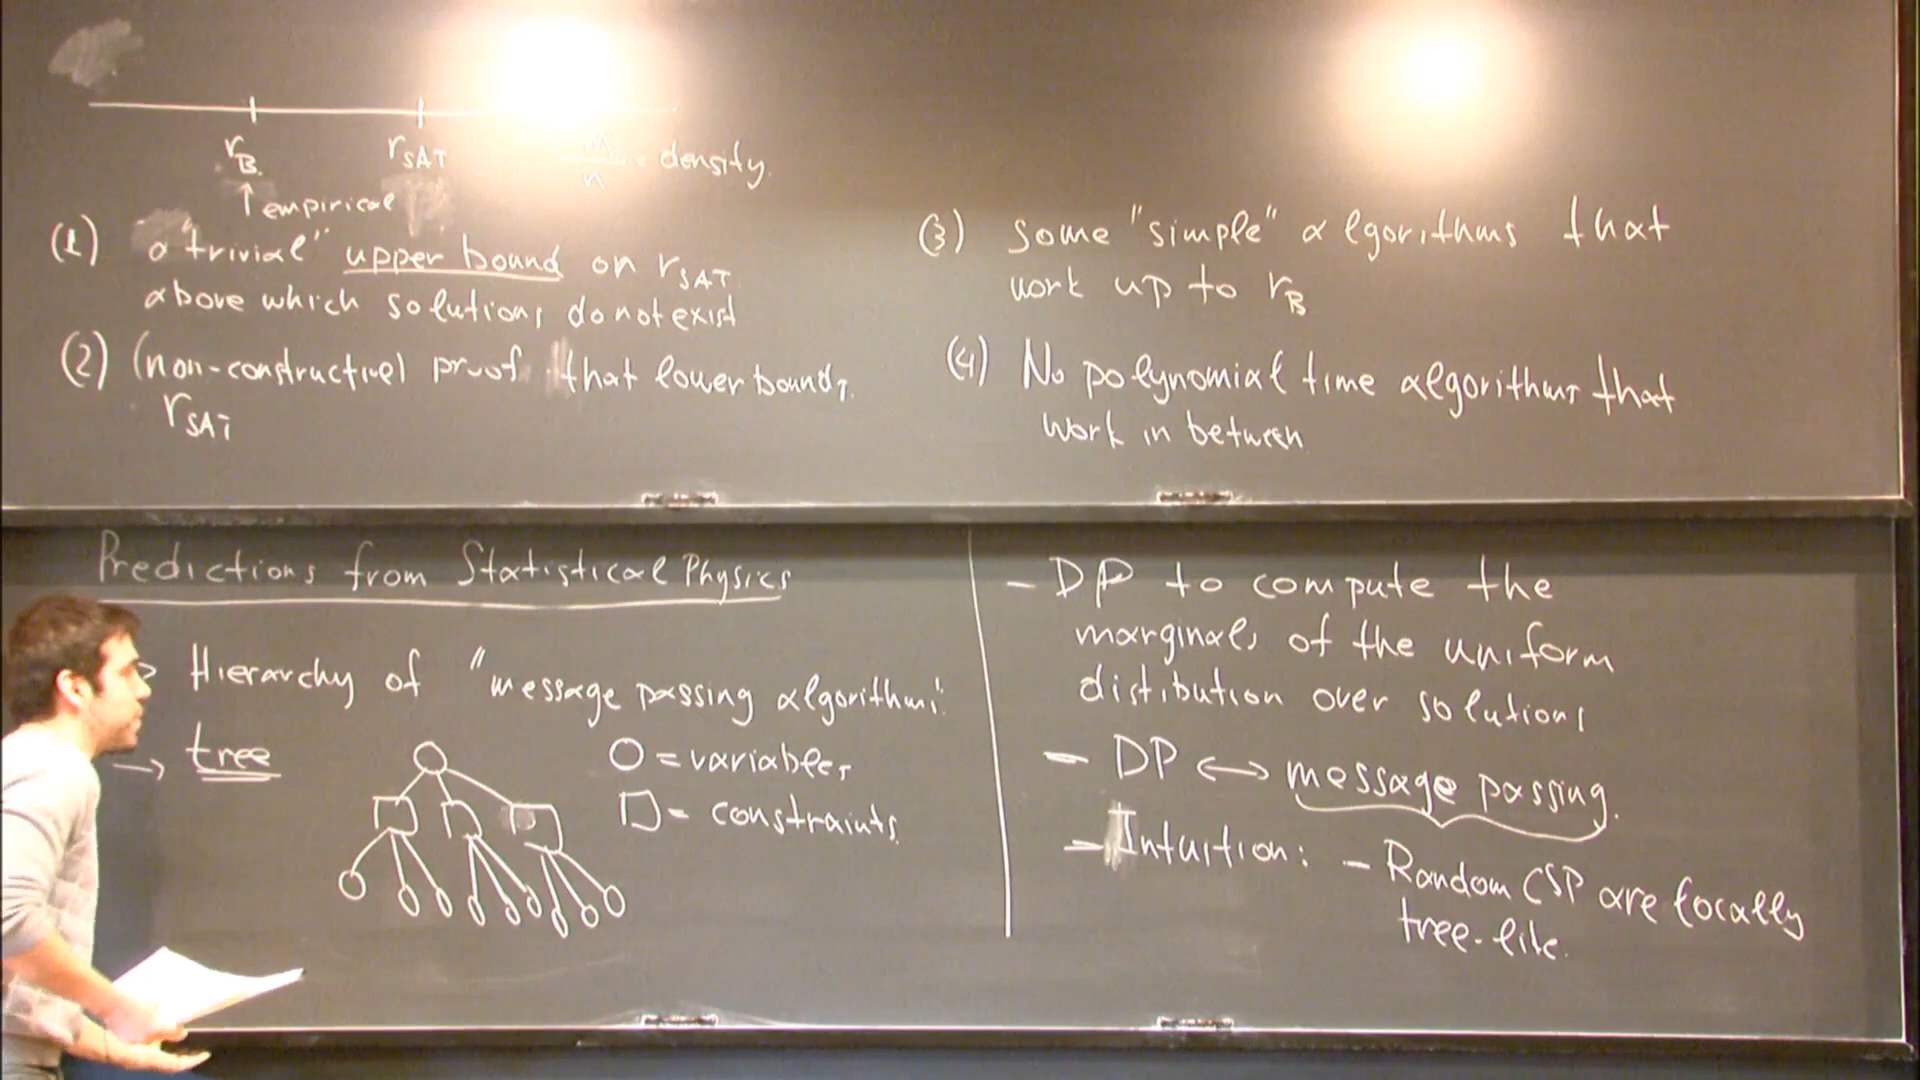 r_B r_SAT m/n = density
↑ empirical
(1) a "trivial" upper bound on r_SAT
above which solutions do not exist
(2) (non-constructive) proof that lower bounds
r_SAT
(3) some "simple" algorithms that
work up to r_B
(4) No polynomial time algorithms that
work in between
Predictions from Statistical Physics
→ Hierarchy of "message passing algorithms"
→ tree
O = variables
□ = constraints
- DP to compute the
marginals of the uniform
distibution over solutions
- DP ↔ message passing.
- Intuition: - Random CSP are locally
tree-like.